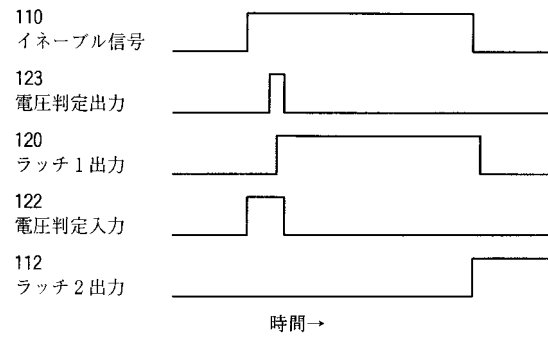 110
イネーブル信号
123
電圧判定出力
120
ラッチ1出力
122
電圧判定入力
112
ラッチ2出力
時間→